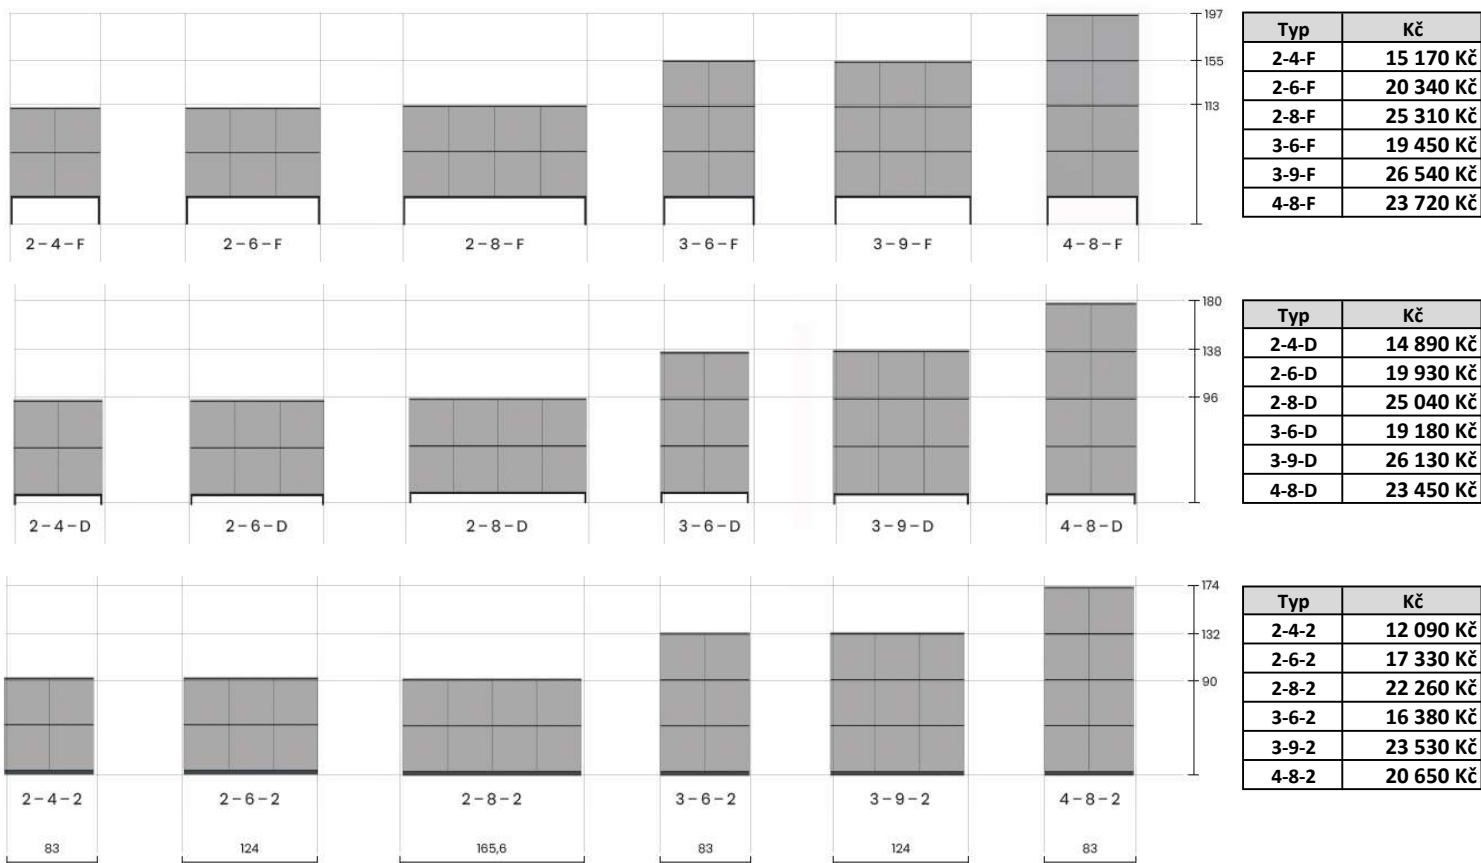 197
155
113
2-4-F
2-6-F
2-8-F
3-6-F
3-9-F
4-8-F
Typ Kč
2-4-F 15 170 Kč
2-6-F 20 340 Kč
2-8-F 25 310 Kč
3-6-F 19 450 Kč
3-9-F 26 540 Kč
4-8-F 23 720 Kč
180
138
96
2-4-D
2-6-D
2-8-D
3-6-D
3-9-D
4-8-D
Typ Kč
2-4-D 14 890 Kč
2-6-D 19 930 Kč
2-8-D 25 040 Kč
3-6-D 19 180 Kč
3-9-D 26 130 Kč
4-8-D 23 450 Kč
174
132
90
2-4-2
2-6-2
2-8-2
3-6-2
3-9-2
4-8-2
Typ Kč
2-4-2 12 090 Kč
2-6-2 17 330 Kč
2-8-2 22 260 Kč
3-6-2 16 380 Kč
3-9-2 23 530 Kč
4-8-2 20 650 Kč
83
124
165,6
83
124
83